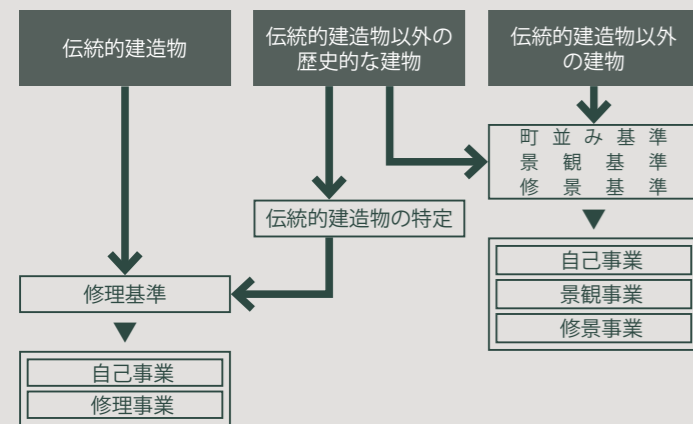 伝統的建造物
伝統的建造物以外の
歴史的な建物
伝統的建造物以外
の建物
町並み基準
景観基準
修景基準
伝統的建造物の特定
自己事業
景観事業
修景事業
修理基準
自己事業
修理事業